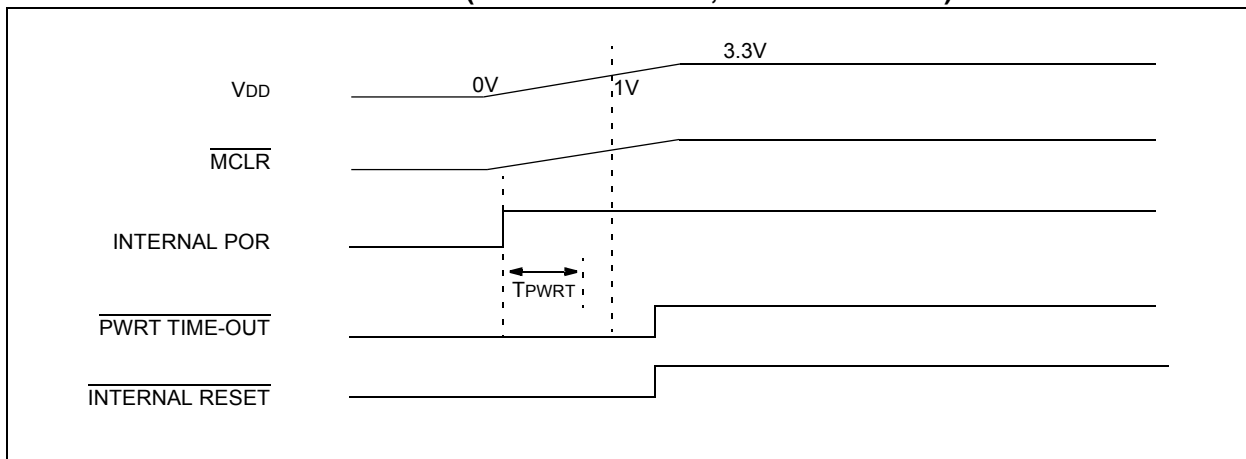 3.3V
VDD
0V
1V
MCLR
INTERNAL POR
TPWRT
PWRT TIME-OUT
INTERNAL RESET